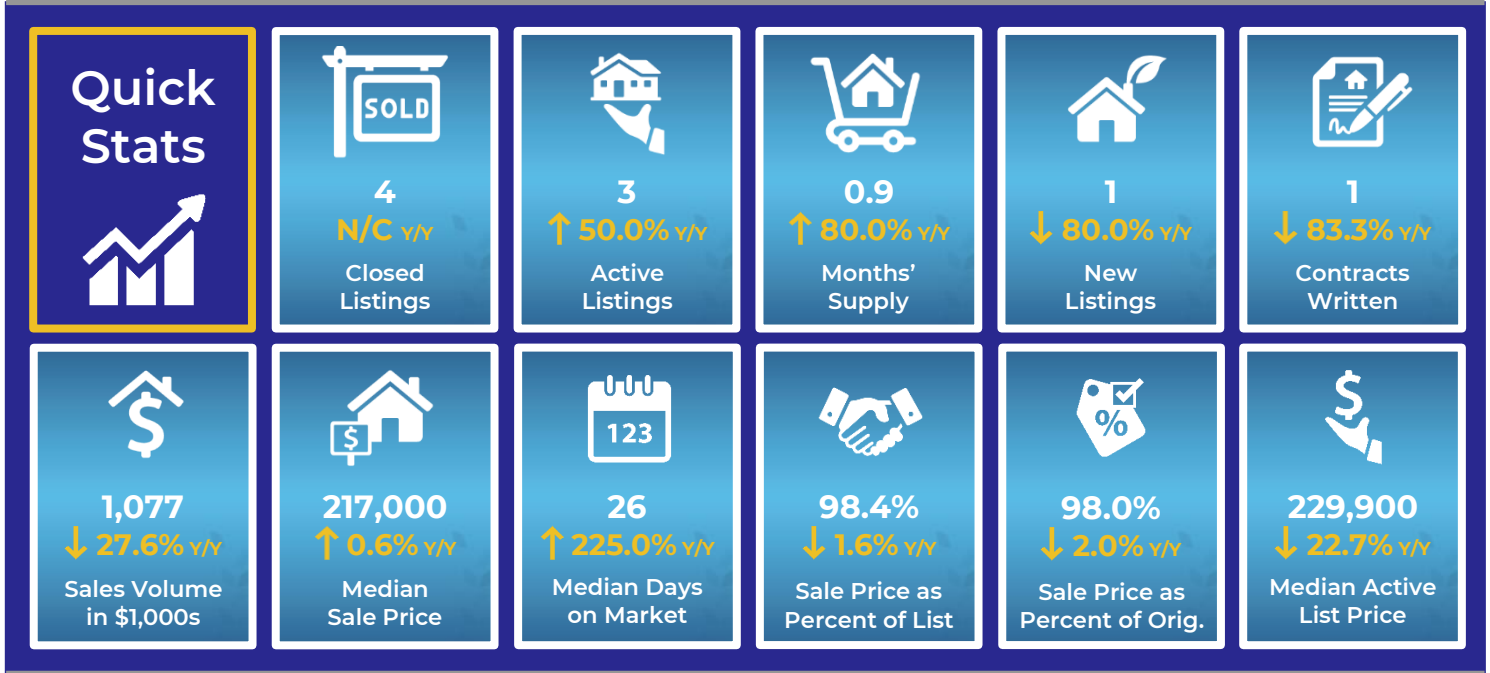 Quick
Stats
SOLD
4
N/C Y/Y
Closed
Listings
3
↑ 50.0% Y/Y
Active
Listings
0.9
↑ 80.0% Y/Y
Months’
Supply
1
↓ 80.0% Y/Y
New
Listings
1
↓ 83.3% Y/Y
Contracts
Written
$
1,077
↓ 27.6% Y/Y
Sales Volume
in $1,000s
$
217,000
↑ 0.6% Y/Y
Median
Sale Price
123
26
↑ 225.0% Y/Y
Median Days
on Market
98.4%
↓ 1.6% Y/Y
Sale Price as
Percent of List
%
98.0%
↓ 2.0% Y/Y
Sale Price as
Percent of Orig.
$
229,900
↓ 22.7% Y/Y
Median Active
List Price